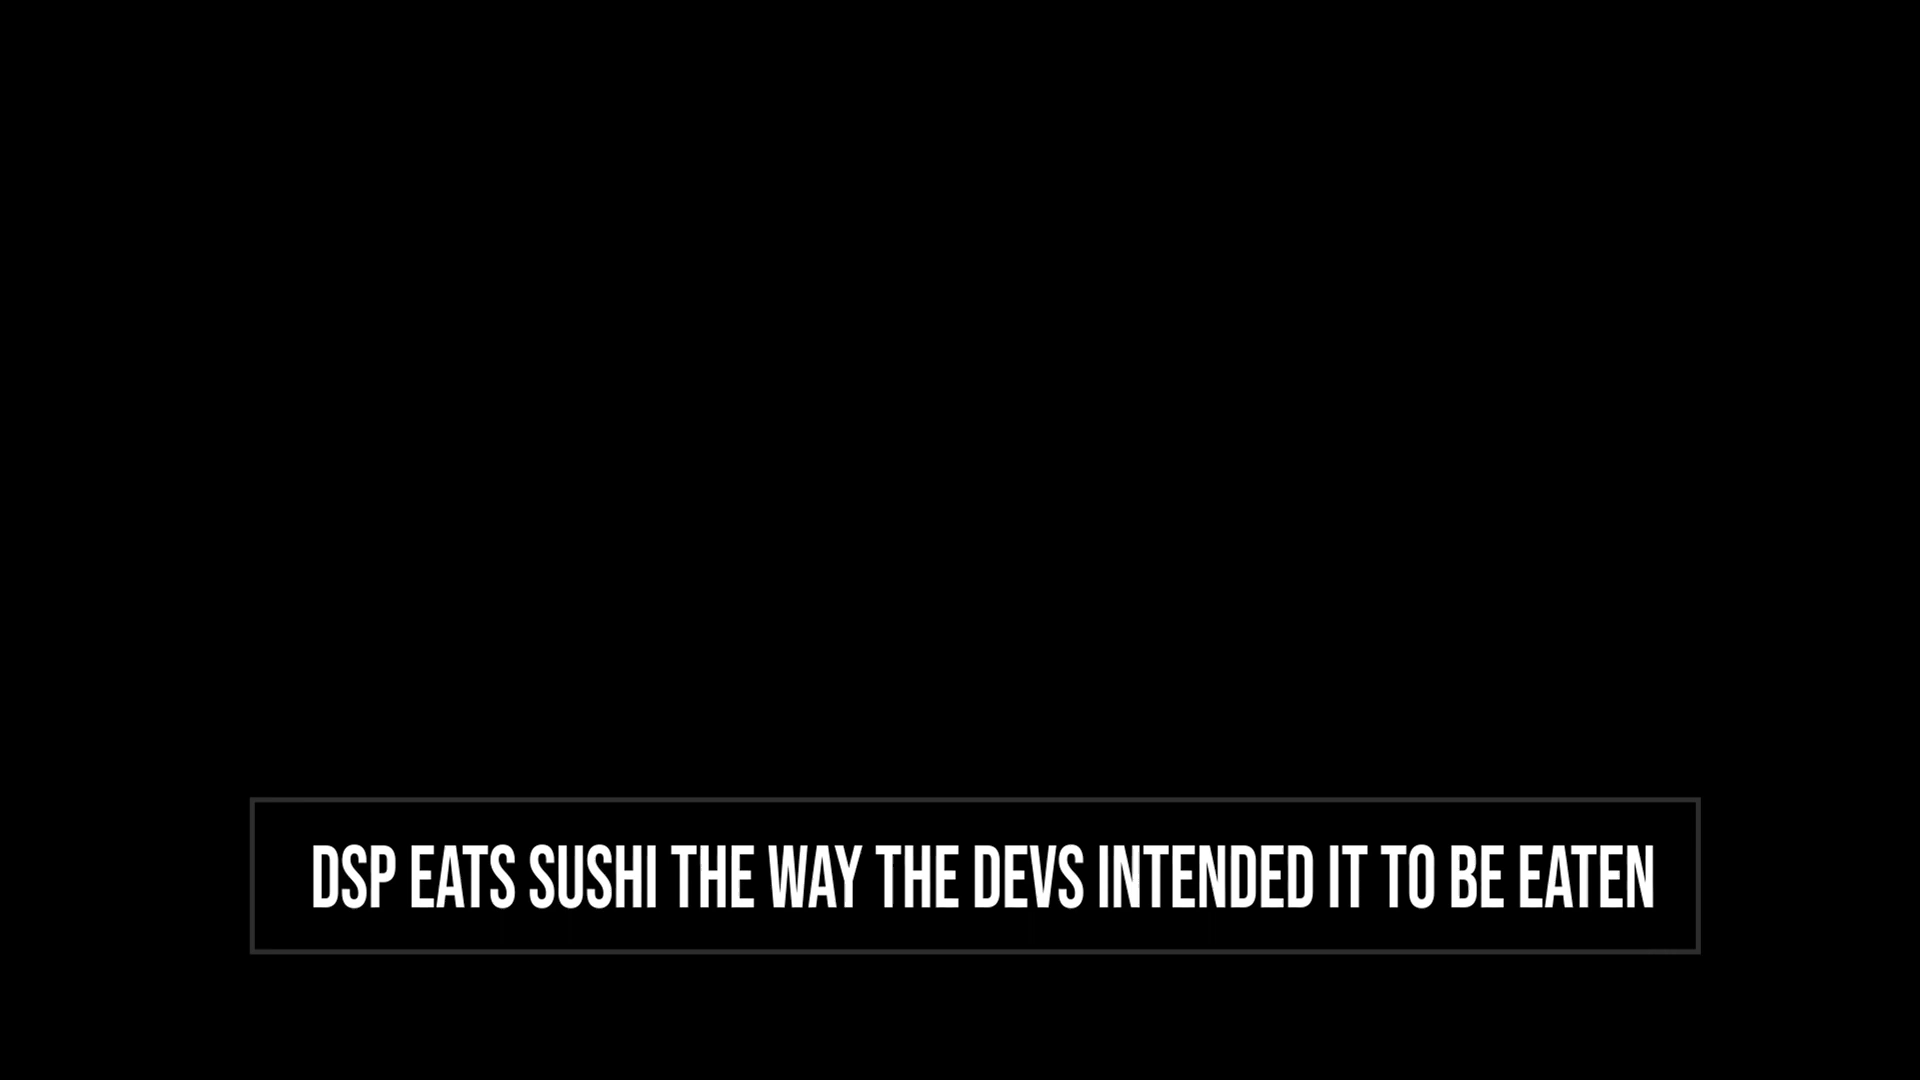 DSP EATS SUSHI THE WAY THE DEVS INTENDED IT TO BE EATEN